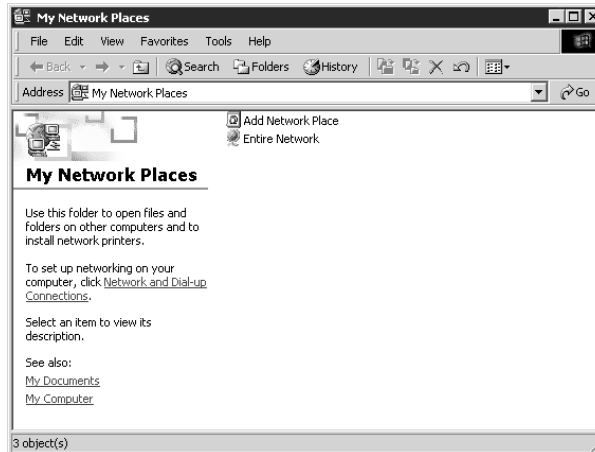 My Network Places
File Edit View Favorites Tools Help
Back Search Folders History
Address My Network Places Go
Add Network Place
Entire Network
My Network Places
Use this folder to open files and
folders on other computers and to
install network printers.
To set up networking on your
computer, click Network and Dial-up
Connections.
Select an item to view its
description.
See also:
My Documents
My Computer
3 object(s)